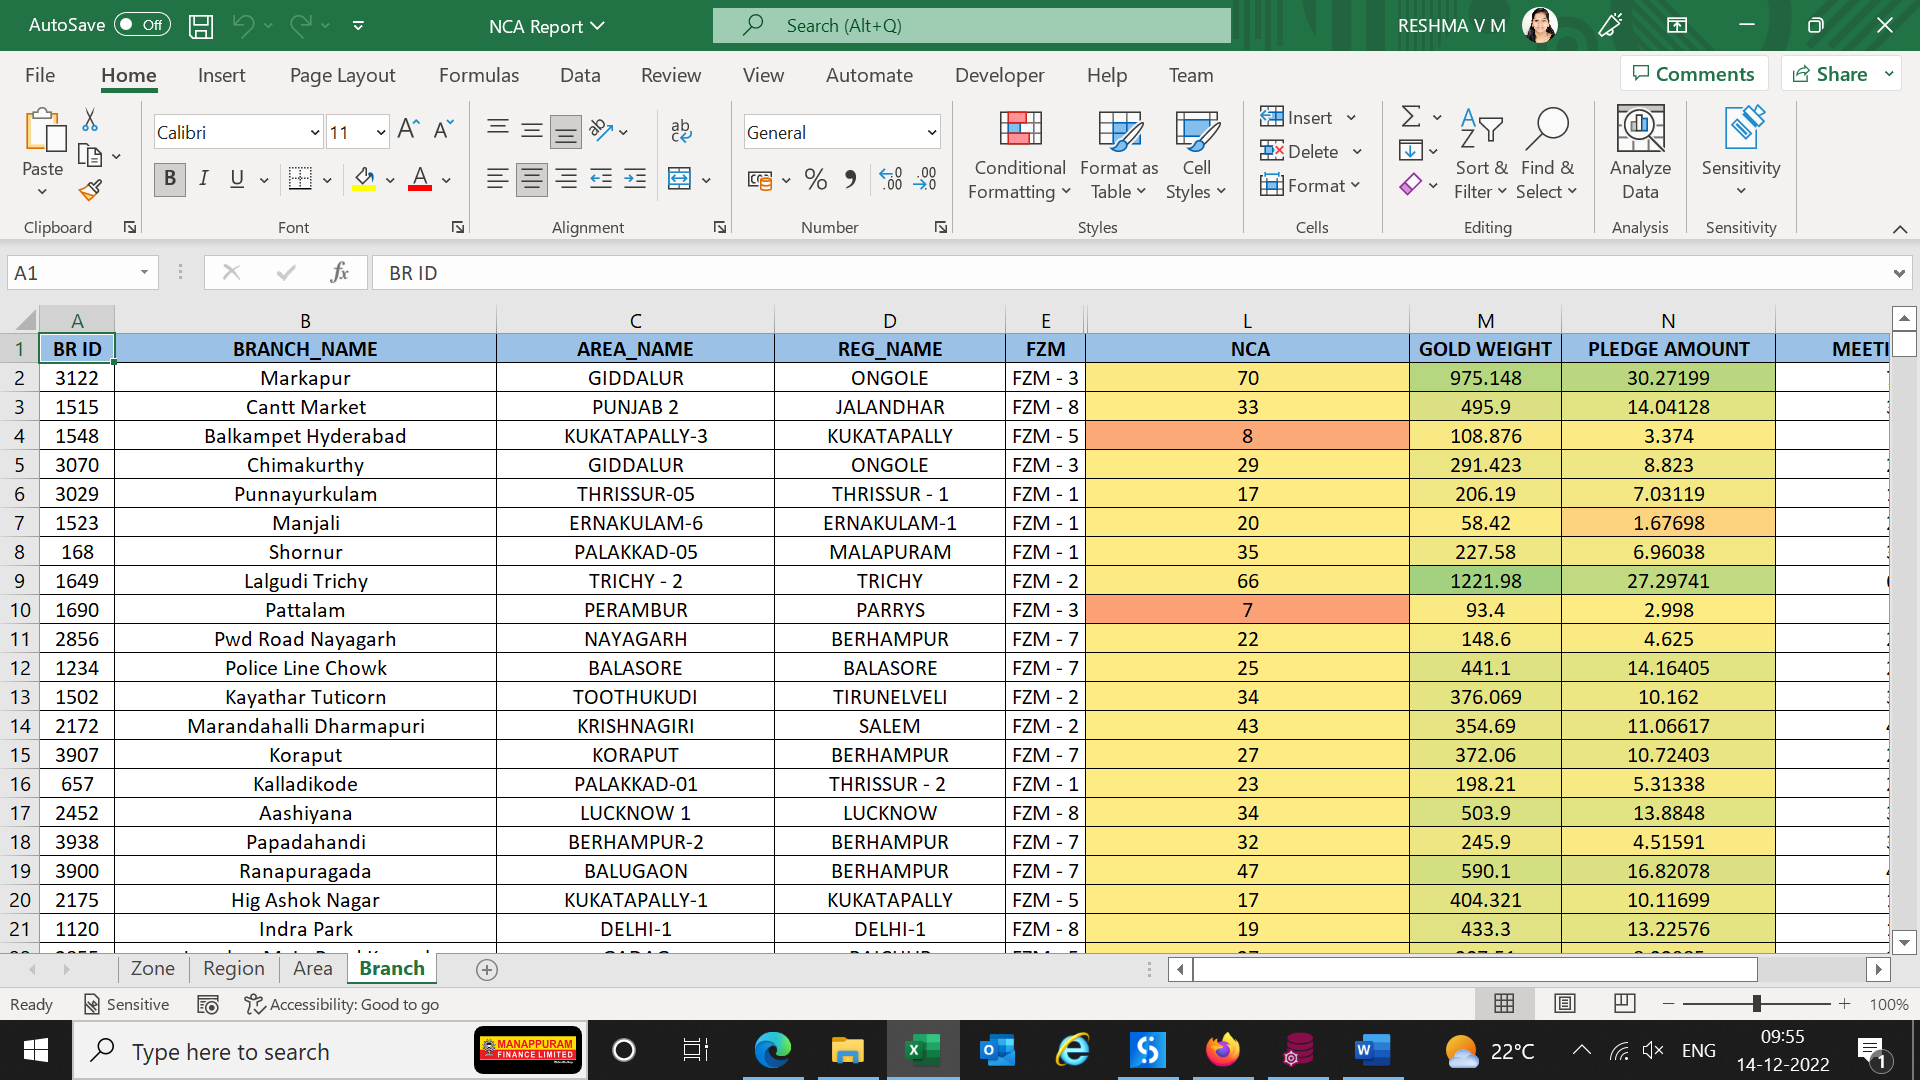 AutoSave Off NCA Report Search (Alt+Q) RESHMA V M
File Home Insert Page Layout Formulas Data Review View Automate Developer Help Team Comments Share
Paste Calibri 11 General Conditional Formatting Format as Table Cell Styles Insert Delete Format Sort & Filter Find & Select Analyze Data Sensitivity
Clipboard Font Alignment Number Styles Cells Editing Analysis Sensitivity
A1 fx BR ID
A B C D E L M N
1 BR ID BRANCH_NAME AREA_NAME REG_NAME FZM NCA GOLD WEIGHT PLEDGE AMOUNT MEETI
2 3122 Markapur GIDDALUR ONGOLE FZM - 3 70 975.148 30.27199
3 1515 Cantt Market PUNJAB 2 JALANDHAR FZM - 8 33 495.9 14.04128
4 1548 Balkampet Hyderabad KUKATAPALLY-3 KUKATAPALLY FZM - 5 8 108.876 3.374
5 3070 Chimakurthy GIDDALUR ONGOLE FZM - 3 29 291.423 8.823
6 3029 Punnayurkulam THRISSUR-05 THRISSUR - 1 FZM - 1 17 206.19 7.03119
7 1523 Manjali ERNAKULAM-6 ERNAKULAM-1 FZM - 1 20 58.42 1.67698
8 168 Shornur PALAKKAD-05 MALAPURAM FZM - 1 35 227.58 6.96038
9 1649 Lalgudi Trichy TRICHY - 2 TRICHY FZM - 2 66 1221.98 27.29741
10 1690 Pattalam PERAMBUR PARRYS FZM - 3 7 93.4 2.998
11 2856 Pwd Road Nayagarh NAYAGARH BERHAMPUR FZM - 7 22 148.6 4.625
12 1234 Police Line Chowk BALASORE BALASORE FZM - 7 25 441.1 14.16405
13 1502 Kayathar Tuticorn TOOTHUKUDI TIRUNELVELI FZM - 2 34 376.069 10.162
14 2172 Marandahalli Dharmapuri KRISHNAGIRI SALEM FZM - 2 43 354.69 11.06617
15 3907 Koraput KORAPUT BERHAMPUR FZM - 7 27 372.06 10.72403
16 657 Kalladikode PALAKKAD-01 THRISSUR - 2 FZM - 1 23 198.21 5.31338
17 2452 Aashiyana LUCKNOW 1 LUCKNOW FZM - 8 34 503.9 13.8848
18 3938 Papadahandi BERHAMPUR-2 BERHAMPUR FZM - 7 32 245.9 4.51591
19 3900 Ranapuragada BALUGAON BERHAMPUR FZM - 7 47 590.1 16.82078
20 2175 Hig Ashok Nagar KUKATAPALLY-1 KUKATAPALLY FZM - 5 17 404.321 10.11699
21 1120 Indra Park DELHI-1 DELHI-1 FZM - 8 19 433.3 13.22576
Zone Region Area Branch
Ready Sensitive Accessibility: Good to go 100%
Type here to search MANAPPURAM FINANCE LIMITED 22°C ENG 09:55
14-12-2022 1